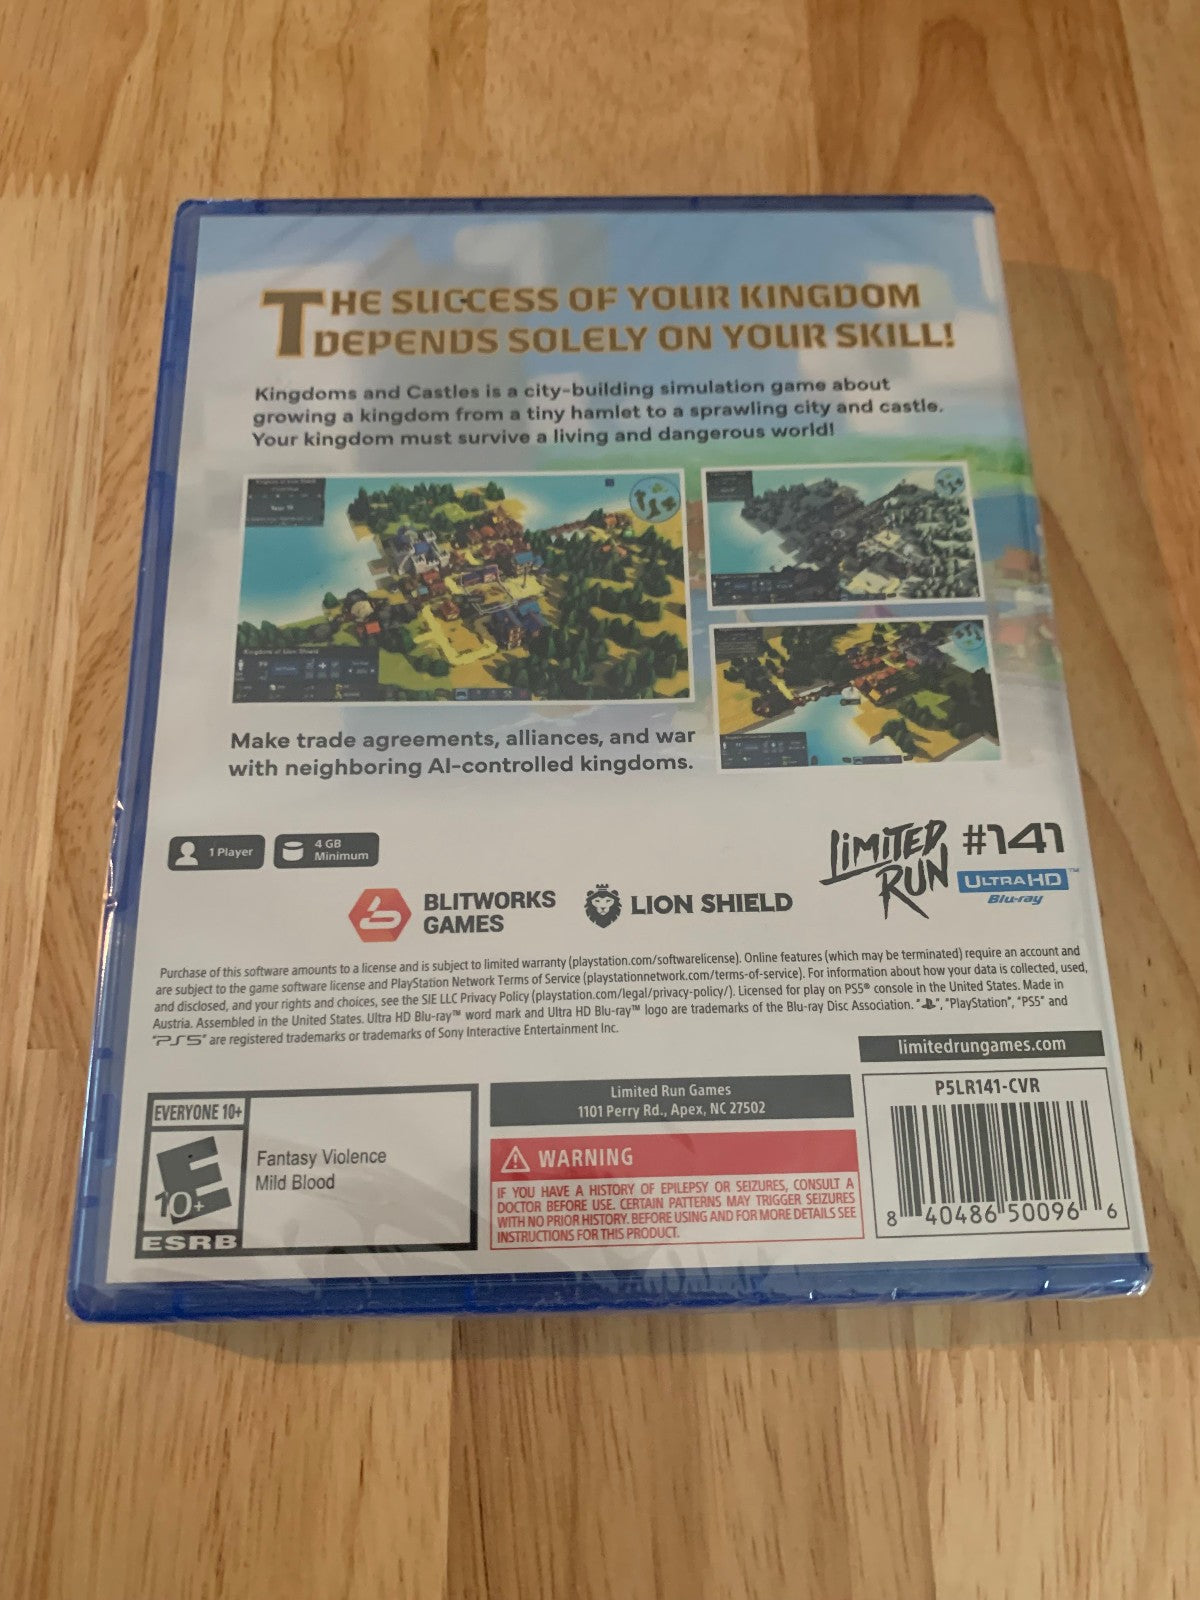 THE SUCCESS OF YOUR KINGDOM
DEPENDS SOLELY ON YOUR SKILL!
Kingdoms and Castles is a city-building simulation game about
growing a kingdom from a tiny hamlet to a sprawling city and castle.
Your kingdom must survive a living and dangerous world!
Kingdom of Lion Shield
Make trade agreements, alliances, and war
with neighboring AI-controlled kingdoms.
1 Player
4 GB
Minimum
LIMITED
RUN
#141
ULTRA HD™
Blu-ray
BLITWORKS
GAMES
LION SHIELD
Purchase of this software amounts to a license and is subject to limited warranty (playstation.com/softwarelicense). Online features (which may be terminated) require an account and
are subject to the game software license and PlayStation Network Terms of Service (playstationnetwork.com/terms-of-service). For information about how your data is collected, used,
and disclosed, and your rights and choices, see the SIE LLC Privacy Policy (playstation.com/legal/privacy-policy/). Licensed for play on PS5® console in the United States. Made in
Austria. Assembled in the United States. Ultra HD Blu-ray™ word mark and Ultra HD Blu-ray™ logo are trademarks of the Blu-ray Disc Association. "", "PlayStation", "PS5" and
"PS5" are registered trademarks or trademarks of Sony Interactive Entertainment Inc.
limitedrungames.com
EVERYONE 10+
E
10+
ESRB
Fantasy Violence
Mild Blood
Limited Run Games
1101 Perry Rd., Apex, NC 27502
WARNING
IF YOU HAVE A HISTORY OF EPILEPSY OR SEIZURES, CONSULT A
DOCTOR BEFORE USE. CERTAIN PATTERNS MAY TRIGGER SEIZURES
WITH NO PRIOR HISTORY. BEFORE USING AND FOR MORE DETAILS SEE
INSTRUCTIONS FOR THIS PRODUCT.
P5LR141-CVR
8 40486 50096 6